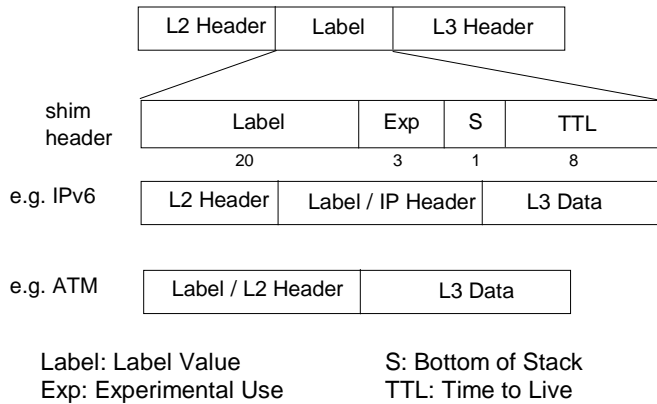 L2 Header Label L3 Header
shim
header
Label Exp S TTL
20 3 1 8
e.g. IPv6
L2 Header Label / IP Header L3 Data
e.g. ATM
Label / L2 Header L3 Data
Label: Label Value S: Bottom of Stack
Exp: Experimental Use TTL: Time to Live